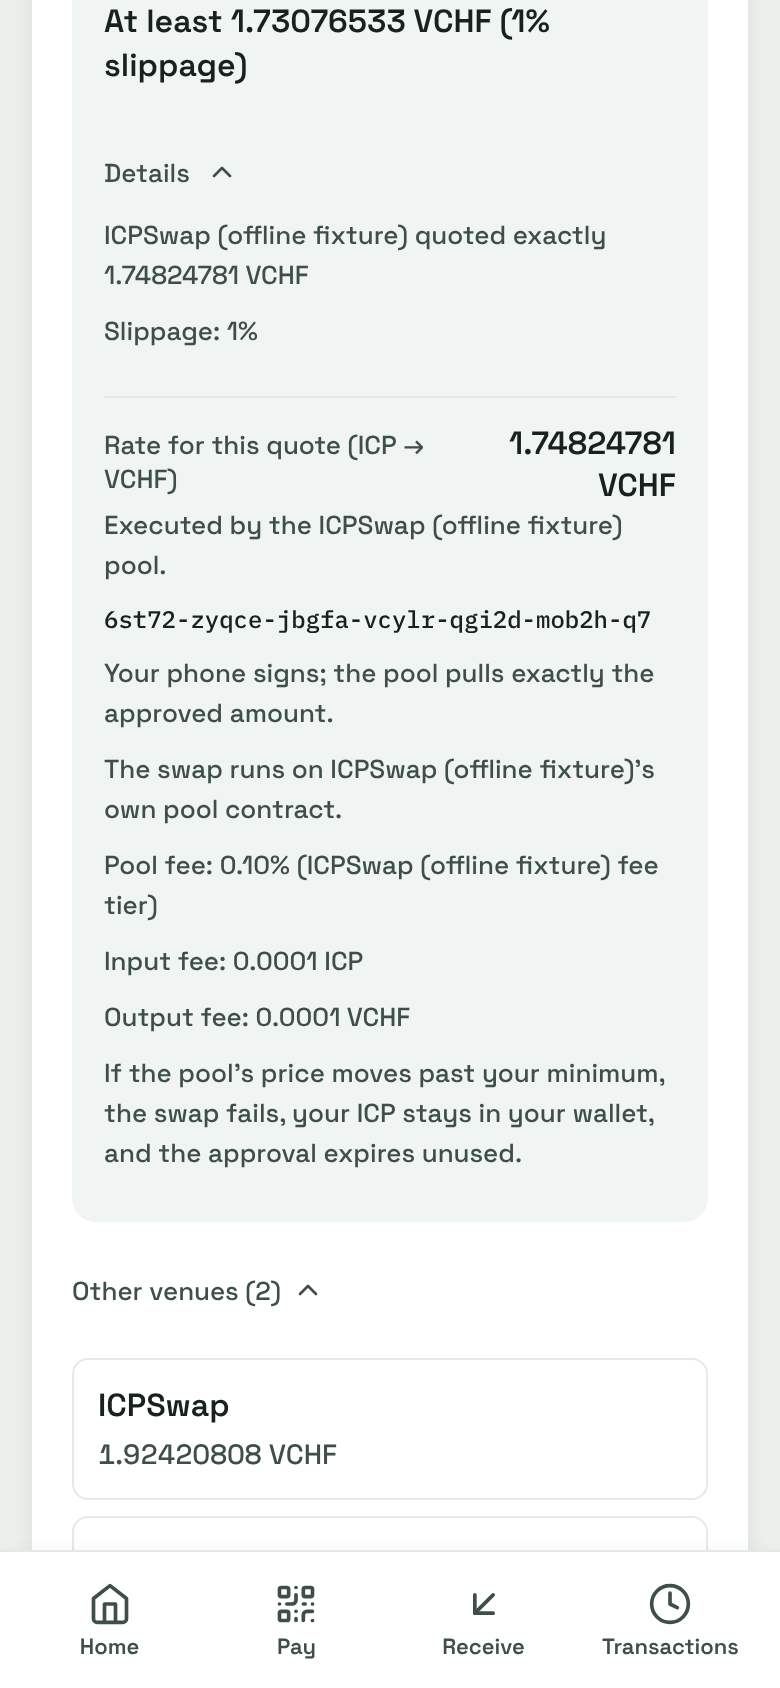 At least 1.73076533 VCHF (1%
slippage)
Details
ICPSwap (offline fixture) quoted exactly
1.74824781 VCHF
Slippage: 1%
Rate for this quote (ICP → 1.74824781
VCHF) VCHF
Executed by the ICPSwap (offline fixture)
pool.
6st72-zyqce-jbgfa-vcylr-qgi2d-mob2h-q7
Your phone signs; the pool pulls exactly the
approved amount.
The swap runs on ICPSwap (offline fixture)’s
own pool contract.
Pool fee: 0.10% (ICPSwap (offline fixture) fee
tier)
Input fee: 0.0001 ICP
Output fee: 0.0001 VCHF
If the pool’s price moves past your minimum,
the swap fails, your ICP stays in your wallet,
and the approval expires unused.
Other venues (2)
ICPSwap
1.92420808 VCHF
Home Pay Receive Transactions